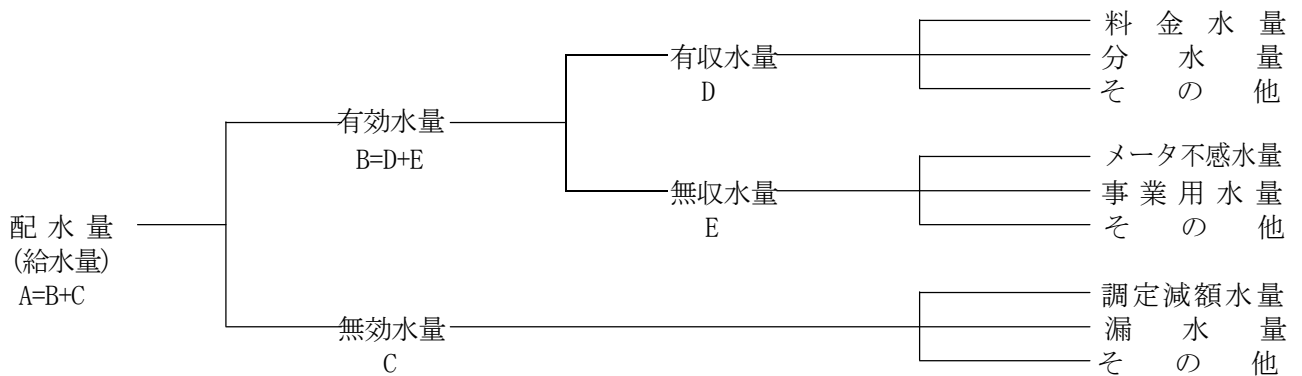 料金水量
有収水量
分水量
D
その他
有効水量
B=D+E
メータ不感水量
無収水量
事業用水量
E
その他
配水量
(給水量)
A=B+C
調定減額水量
無効水量
漏水量
C
その他